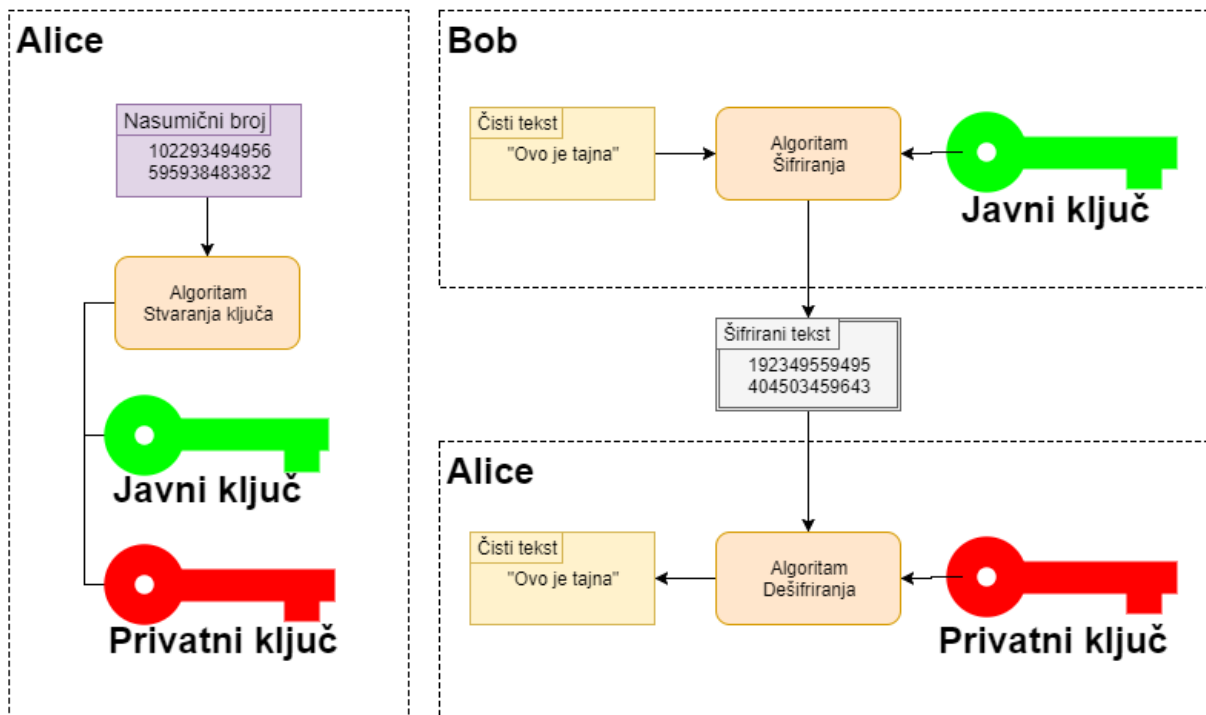 Alice
Nasumični broj
102293494956
595938483832
Algoritam
Stvaranja ključa
Javni ključ
Privatni ključ
Bob
Čisti tekst
"Ovo je tajna"
Algoritam
Šifriranja
Javni ključ
Šifrirani tekst
192349559495
404503459643
Alice
Čisti tekst
"Ovo je tajna"
Algoritam
Dešifriranja
Privatni ključ